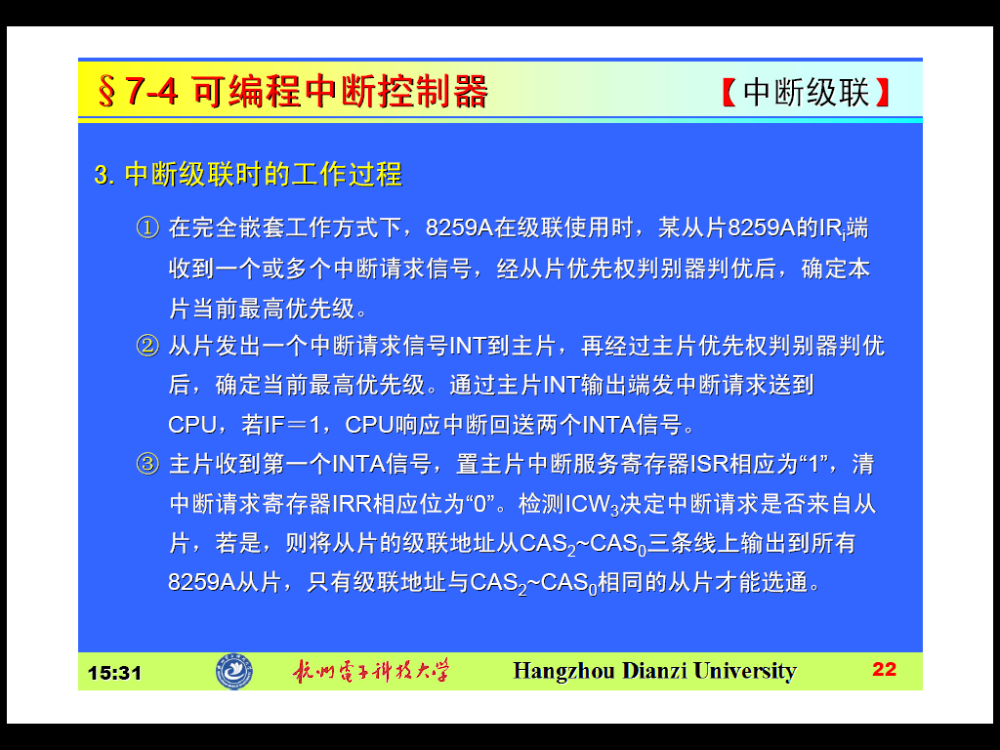 §7-4 可编程中断控制器
【中断级联】
3. 中断级联时的工作过程
① 在完全嵌套工作方式下，8259A在级联使用时，某从片8259A的IRi端
收到一个或多个中断请求信号，经从片优先权判别器判优后，确定本
片当前最高优先级。
② 从片发出一个中断请求信号INT到主片，再经过主片优先权判别器判优
后，确定当前最高优先级。通过主片INT输出端发中断请求送到
CPU，若IF＝1，CPU响应中断回送两个INTA信号。
③ 主片收到第一个INTA信号，置主片中断服务寄存器ISR相应为“1”，清
中断请求寄存器IRR相应位为“0”。检测ICW3决定中断请求是否来自从
片，若是，则将从片的级联地址从CAS2~CAS0三条线上输出到所有
8259A从片，只有级联地址与CAS2~CAS0相同的从片才能选通。
15:31
杭州電子科技大学
Hangzhou Dianzi University
22